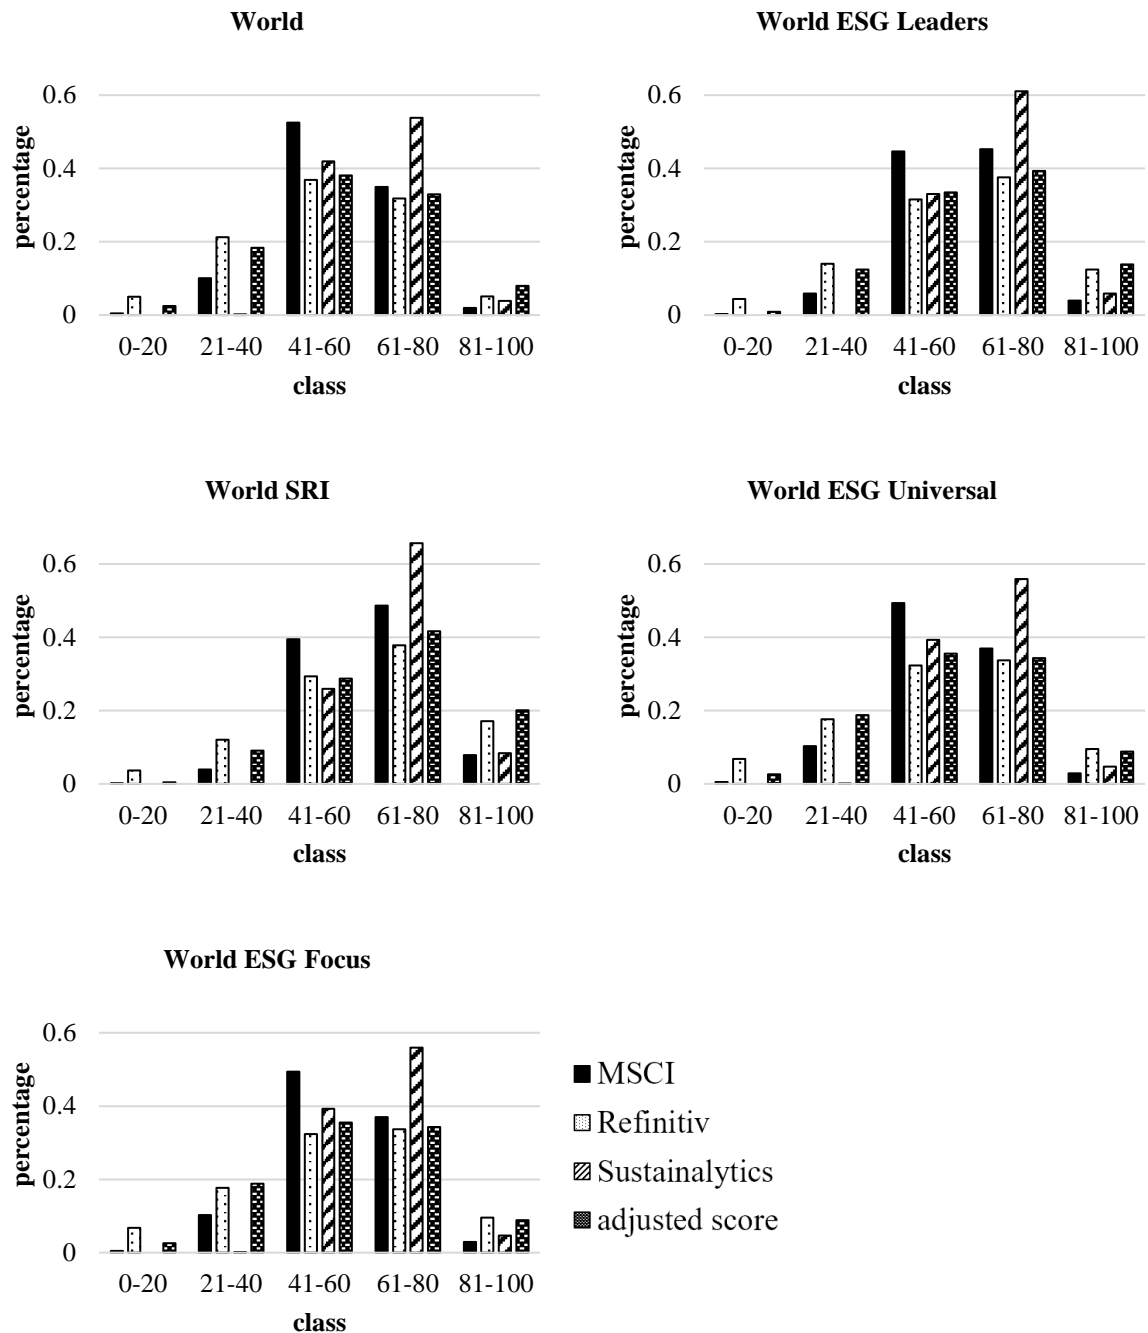 World
percentage
0.6
0.4
0.2
0
0-20 21-40 41-60 61-80 81-100
class
World ESG Leaders
percentage
0.6
0.4
0.2
0
0-20 21-40 41-60 61-80 81-100
class
World SRI
percentage
0.6
0.4
0.2
0
0-20 21-40 41-60 61-80 81-100
class
World ESG Universal
percentage
0.6
0.4
0.2
0
0-20 21-40 41-60 61-80 81-100
class
World ESG Focus
percentage
0.6
0.4
0.2
0
0-20 21-40 41-60 61-80 81-100
class
MSCI
Refinitiv
Sustainalytics
adjusted score